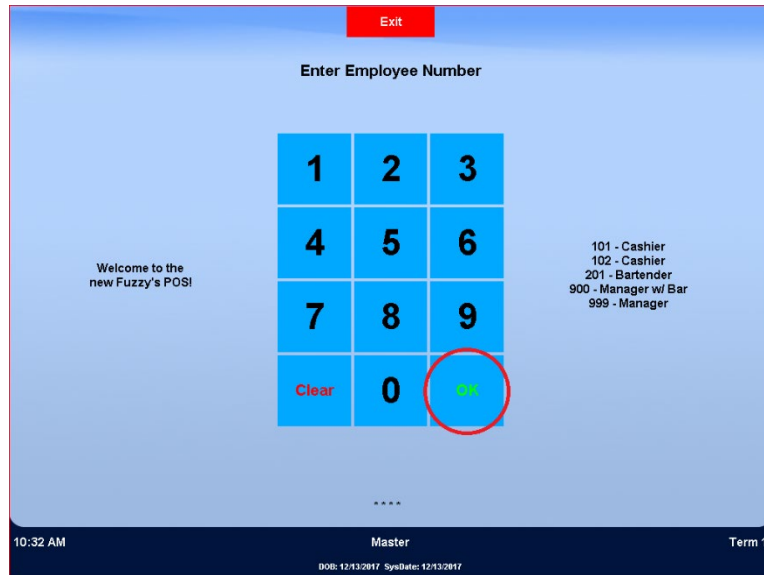 Exit
Enter Employee Number
1 2 3
4 5 6
7 8 9
Clear 0 OK
Welcome to the
new Fuzzy's POS!
101 - Cashier
102 - Cashier
201 - Bartender
900 - Manager w/ Bar
999 - Manager
****
10:32 AM Master Term 1
DOB: 12/13/2017 SysDate: 12/13/2017